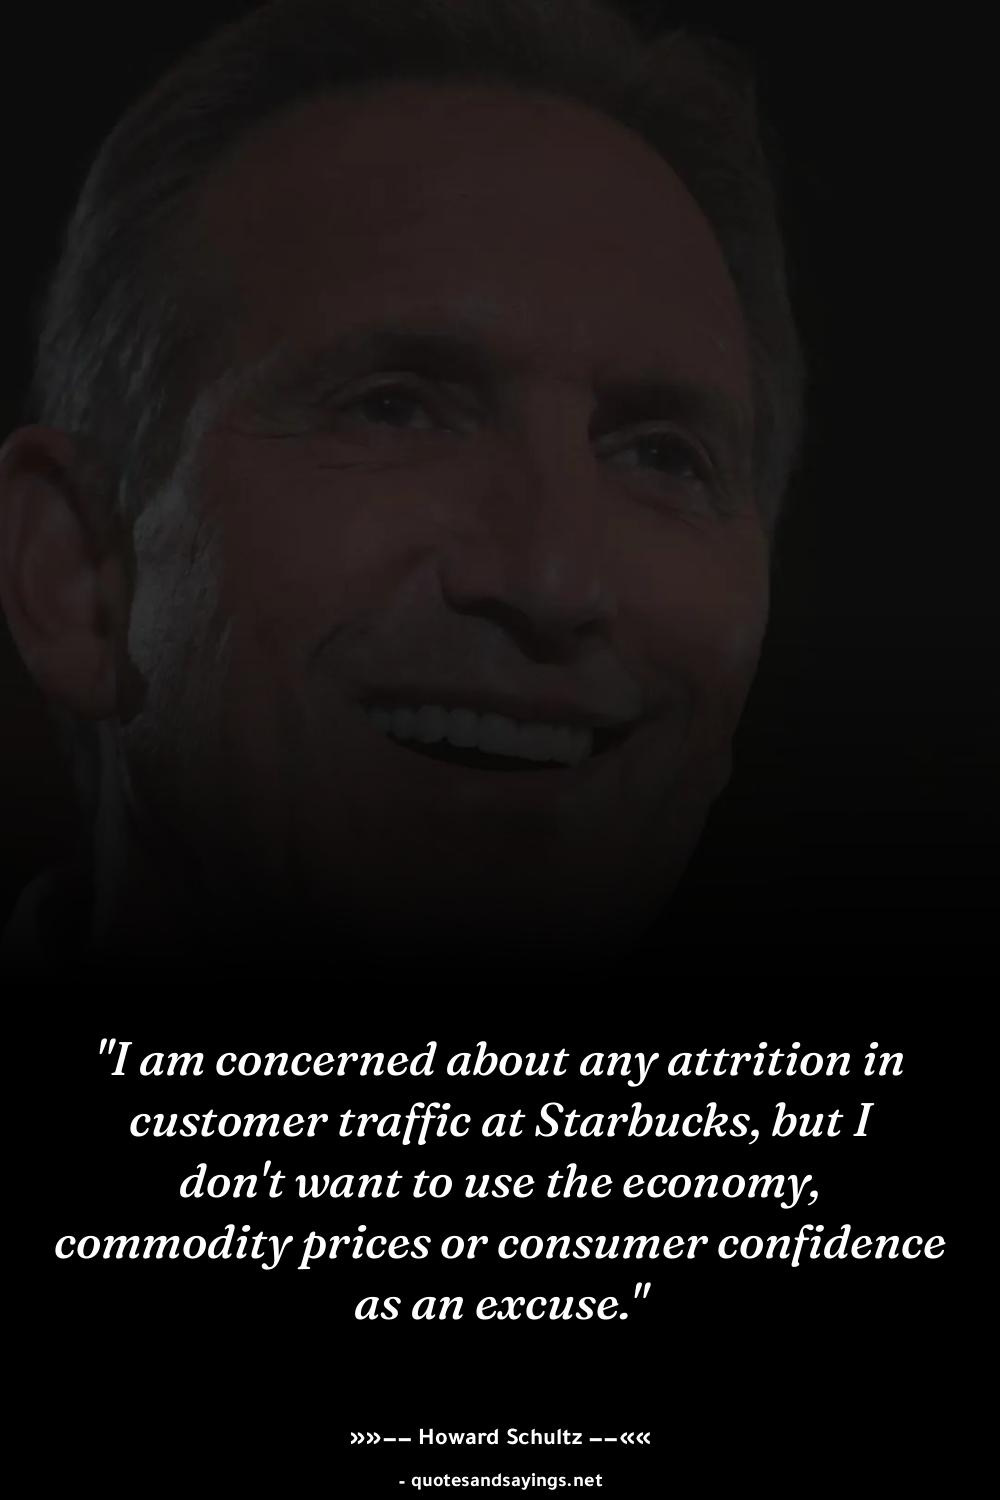 "I am concerned about any attrition in
customer traffic at Starbucks, but I
don't want to use the economy,
commodity prices or consumer confidence
as an excuse."
»»–– Howard Schultz ––««
- quotesandsayings.net